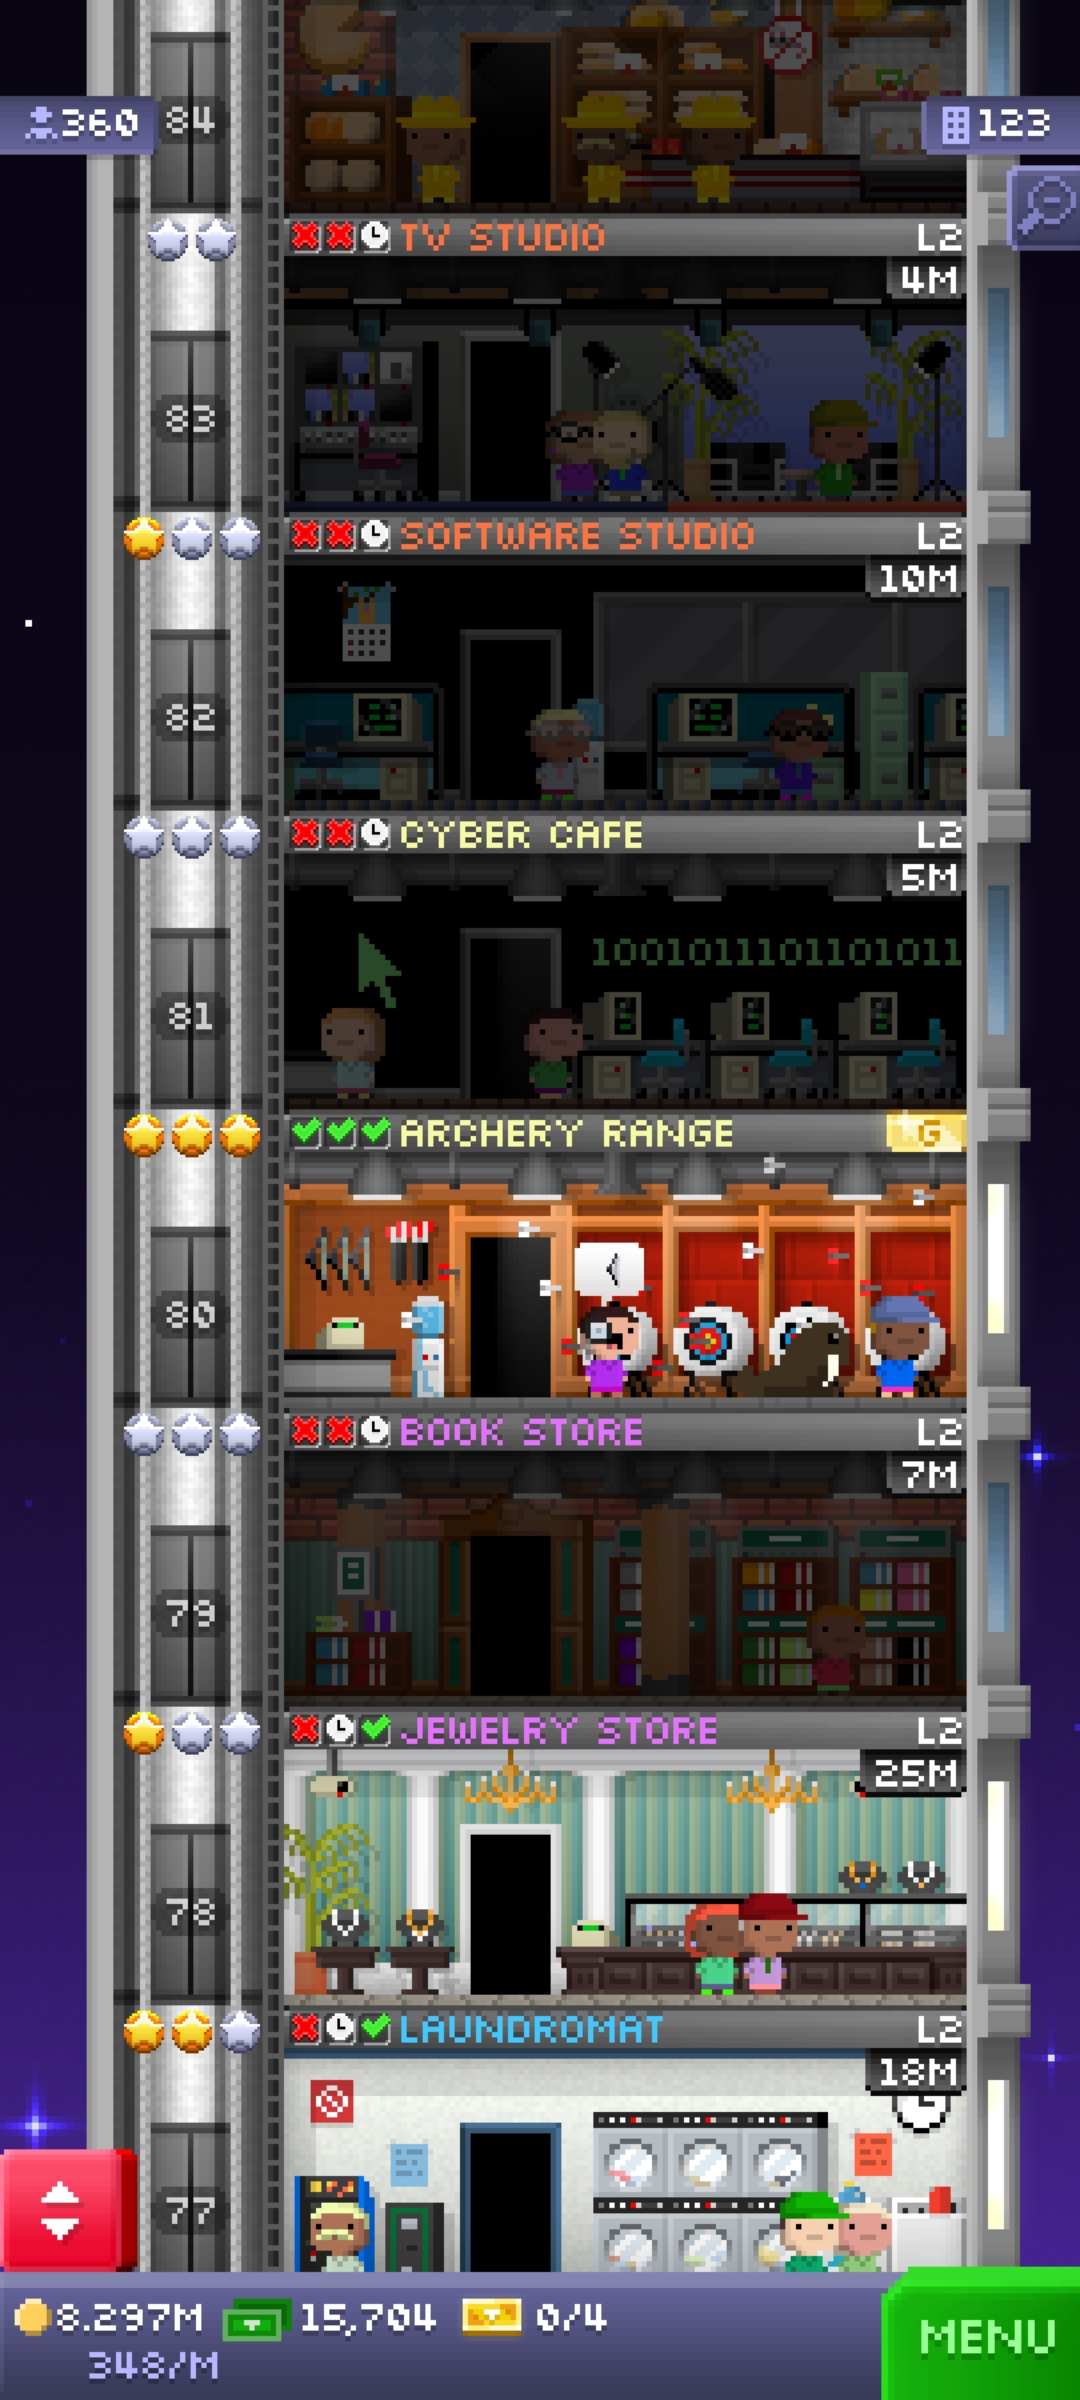 360
84
123
TV STUDIO
L2
4M
83
SOFTWARE STUDIO
L2
10M
82
CYBER CAFE
L2
5M
1001011101101011
81
ARCHERY RANGE
G
80
BOOK STORE
L2
7M
79
JEWELRY STORE
L2
25M
78
LAUNDROMAT
L2
18M
77
8.297M
15,704
0/4
MENU
348/M